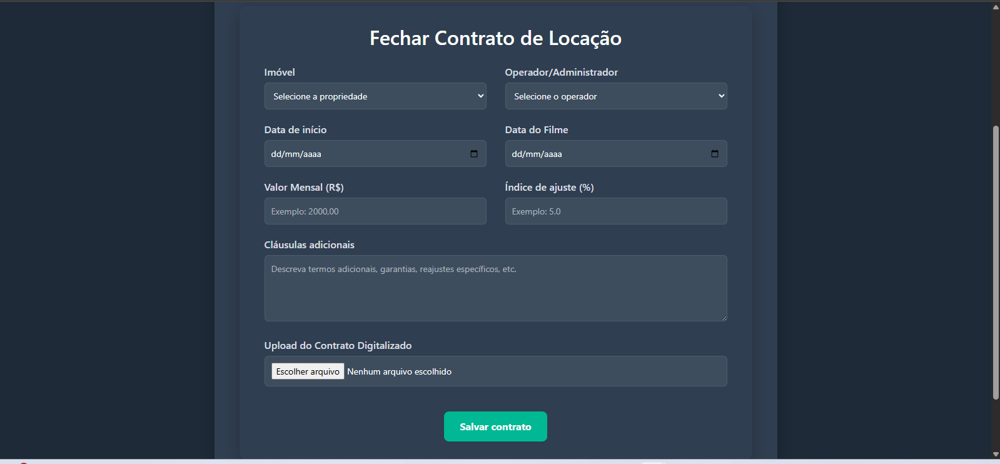 Fechar Contrato de Locação
Imóvel
Operador/Administrador
Selecione a propriedade
Selecione o operador
Data de início
Data do Filme
dd/mm/aaaa
dd/mm/aaaa
Valor Mensal (R$)
Índice de ajuste (%)
Exemplo: 2000,00
Exemplo: 5.0
Cláusulas adicionais
Descreva termos adicionais, garantias, reajustes específicos, etc.
Upload do Contrato Digitalizado
Escolher arquivo Nenhum arquivo escolhido
Salvar contrato